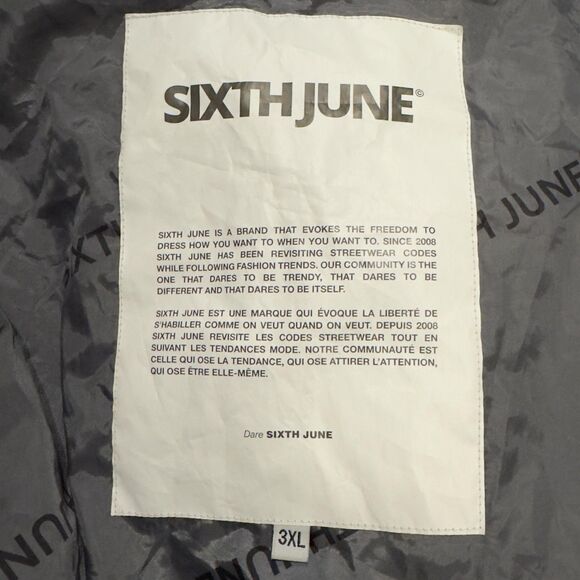 SIXTH JUNE©
SIXTH JUNE IS A BRAND THAT EVOKES THE FREEDOM TO
DRESS HOW YOU WANT TO WHEN YOU WANT TO. SINCE 2008
SIXTH JUNE HAS BEEN REVISITING STREETWEAR CODES
WHILE FOLLOWING FASHION TRENDS. OUR COMMUNITY IS THE
ONE THAT DARES TO BE TRENDY, THAT DARES TO BE
DIFFERENT AND THAT DARES TO BE ITSELF.
SIXTH JUNE EST UNE MARQUE QUI ÉVOQUE LA LIBERTÉ DE
S'HABILLER COMME ON VEUT QUAND ON VEUT. DEPUIS 2008
SIXTH JUNE REVISITE LES CODES STREETWEAR TOUT EN
SUIVANT LES TENDANCES MODE. NOTRE COMMUNAUTÉ EST
CELLE QUI OSE LA TENDANCE, QUI OSE ATTIRER L'ATTENTION,
QUI OSE ÊTRE ELLE-MÊME.
Dare SIXTH JUNE
3XL
JUNE